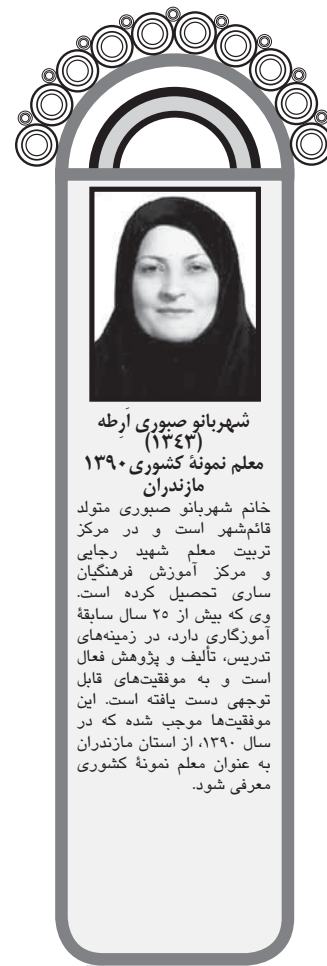 شهربانو صبوری آرطه
(۱۳٤۳)
معلم نمونهٔ کشوری ۱۳۹۰
مازندران
خانم شهربانو صبوری متولد
قائم‌شهر است و در مرکز
تربیت معلم شهید رجایی
و مرکز آموزش فرهنگیان
ساری تحصیل کرده است.
وی که بیش از ۲۵ سال سابقهٔ
آموزگاری دارد، در زمینه‌های
تدریس، تألیف و پژوهش فعال
است و به موفقیت‌های قابل
توجهی دست یافته است. این
موفقیت‌ها موجب شده که در
سال ۱۳۹۰، از استان مازندران
به عنوان معلم نمونهٔ کشوری
معرفی شود.